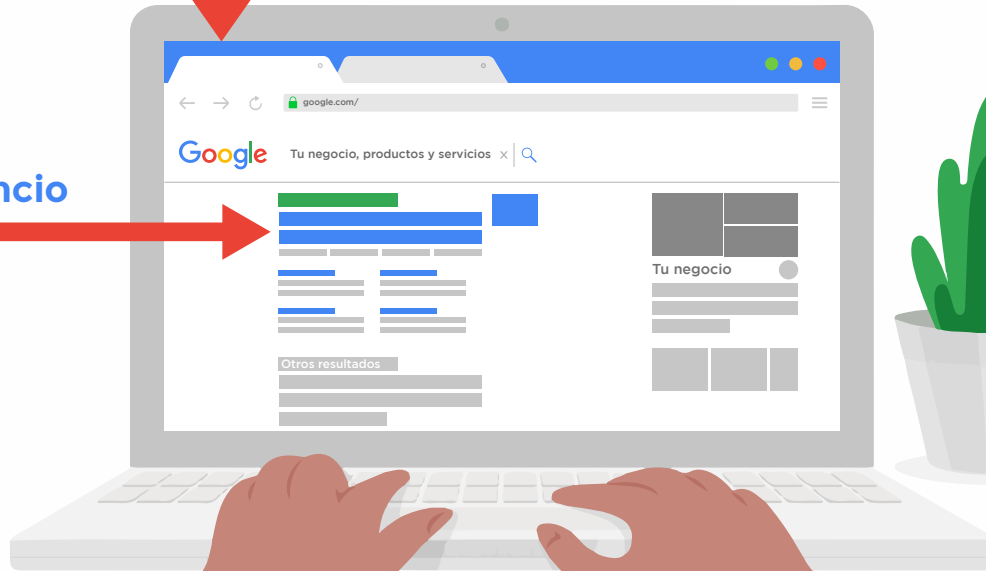 google.com/
Google Tu negocio, productos y servicios x
ncio
Tu negocio
Otros resultados